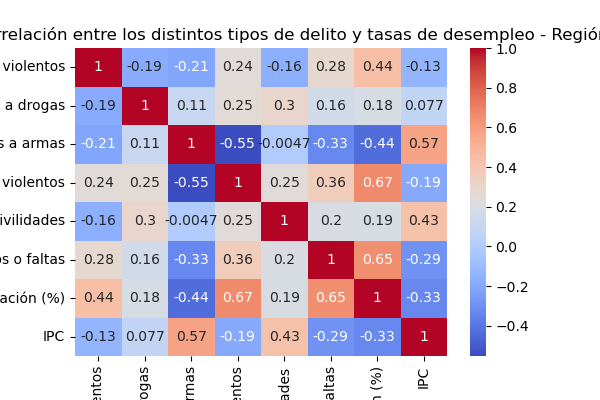 rrelación entre los distintos tipos de delito y tasas de desempleo - Regió
violentos 1 -0.19 -0.21 0.24 -0.16 0.28 0.44 -0.13
a drogas -0.19 1 0.11 0.25 0.3 0.16 0.18 0.077
s a armas -0.21 0.11 1 -0.55 -0.0047 -0.33 -0.44 0.57
violentos 0.24 0.25 -0.55 1 0.25 0.36 0.67 -0.19
ivilidades -0.16 0.3 -0.0047 0.25 1 0.2 0.19 0.43
os o faltas 0.28 0.16 -0.33 0.36 0.2 1 0.65 -0.29
ación (%) 0.44 0.18 -0.44 0.67 0.19 0.65 1 -0.33
IPC -0.13 0.077 0.57 -0.19 0.43 -0.29 -0.33 1
entos
rogas
rmas
entos
ades
altas
n (%)
IPC
1.0
0.8
0.6
0.4
0.2
0.0
−0.2
−0.4